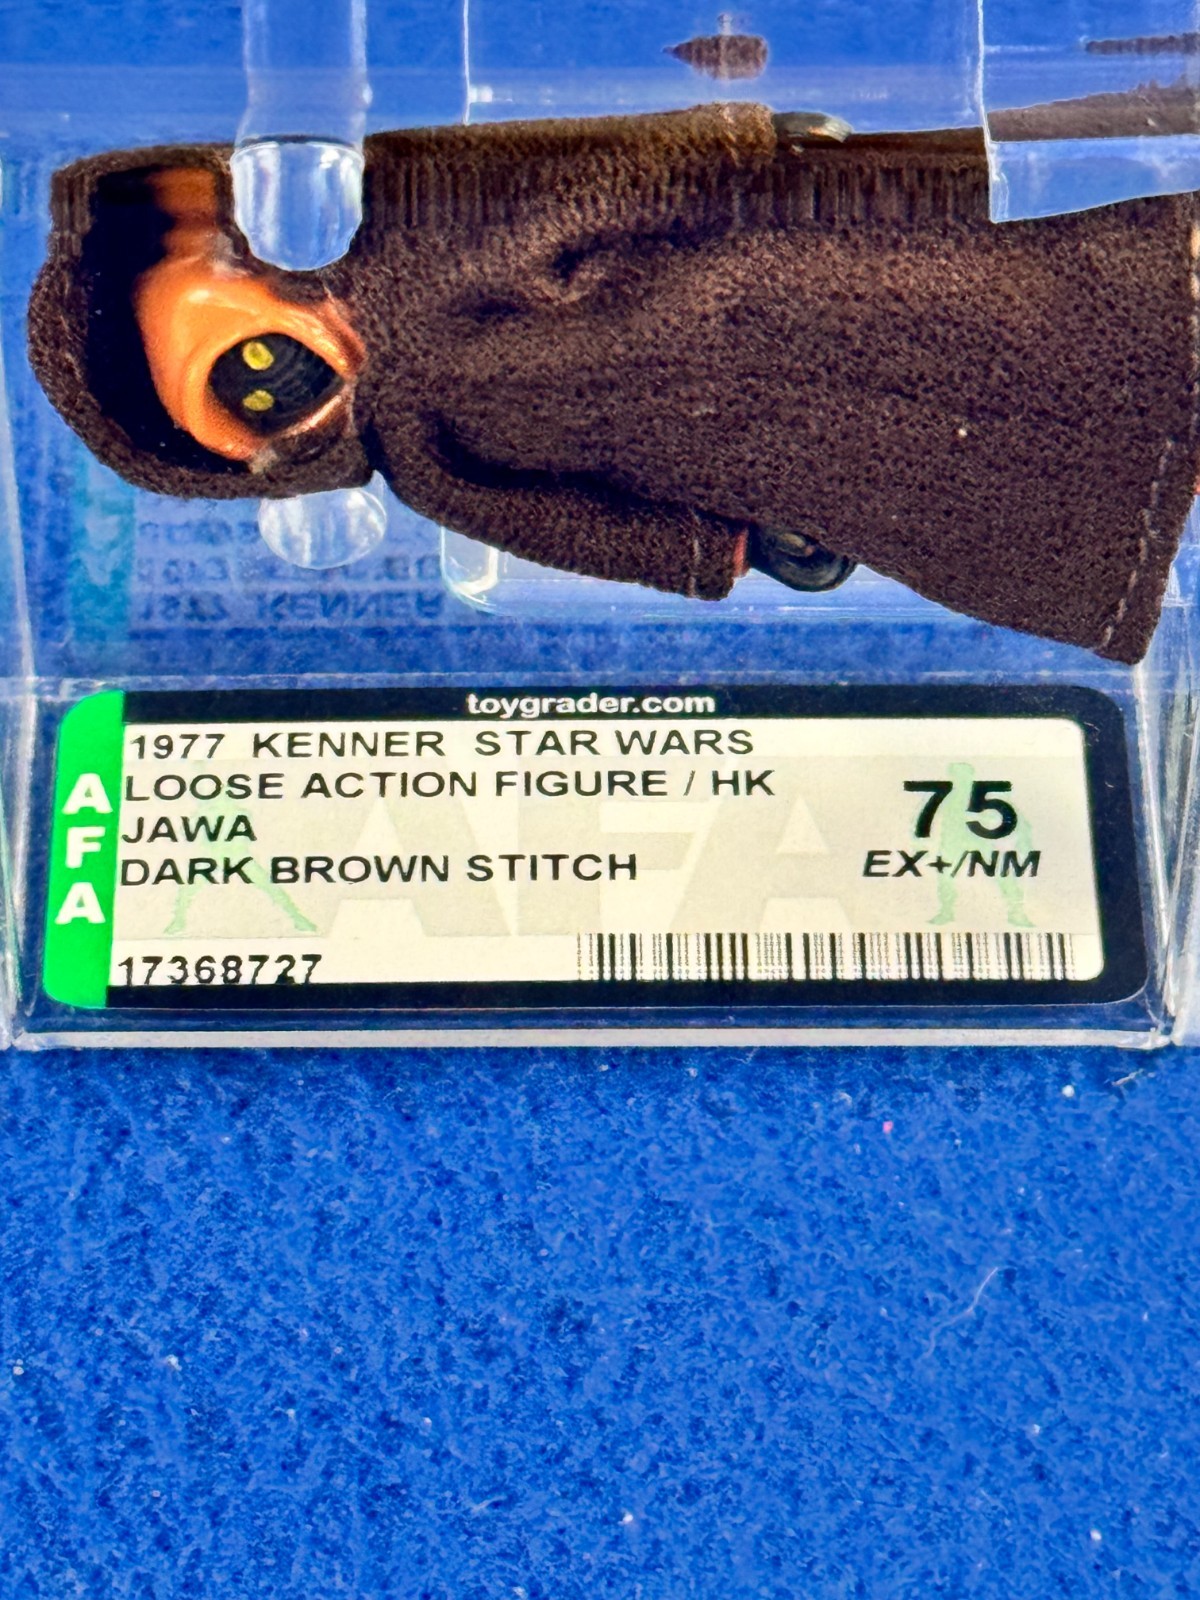 toygrader.com
1977 KENNER STAR WARS
LOOSE ACTION FIGURE / HK
JAWA
DARK BROWN STITCH
75
EX+/NM
AFA
17368727